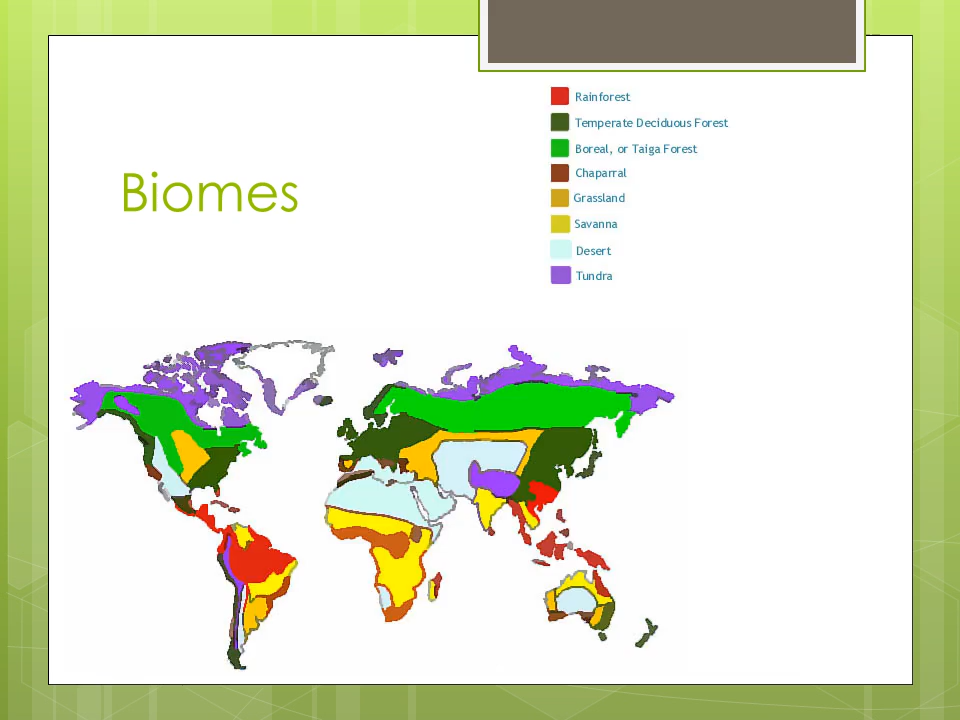 Biomes
Rainforest
Temperate Deciduous Forest
Boreal, or Taiga Forest
Chaparral
Grassland
Savanna
Desert
Tundra